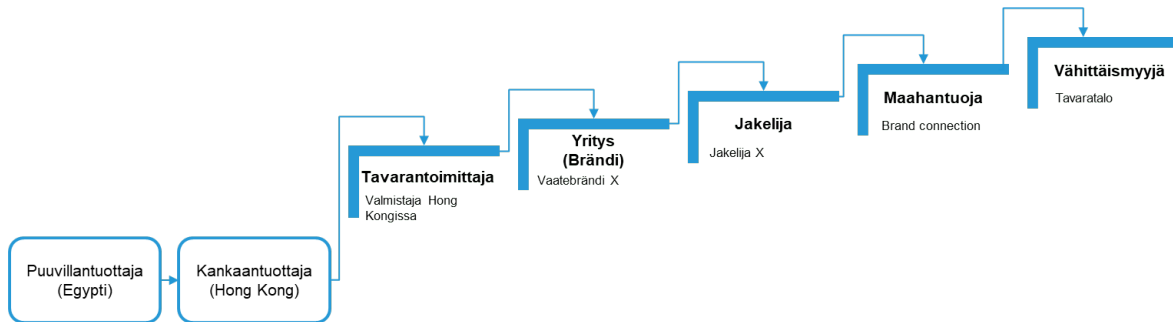 Puuvillantuottaja
(Egypti)
Kankaantuottaja
(Hong Kong)
Tavarantoimittaja
Valmistaja Hong
Kongissa
Yritys
(Brändi)
Vaatebrändi X
Jakelija
Jakelija X
Maahantuoja
Brand connection
Vähittäismyyjä
Tavaratalo